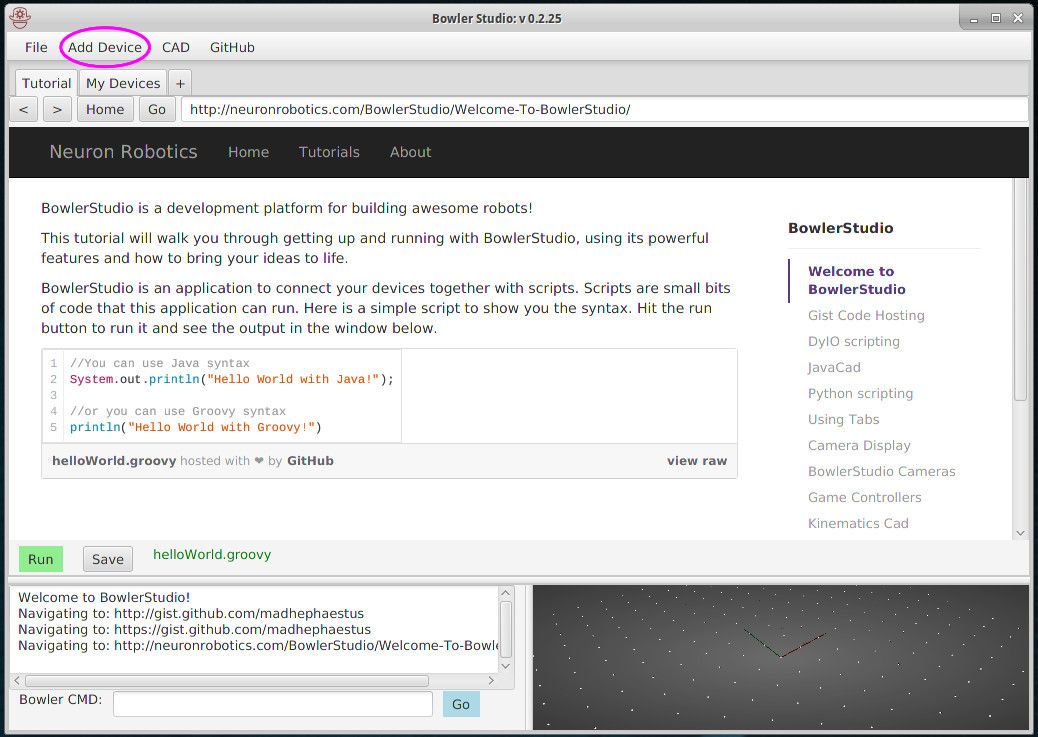 Bowler Studio: v 0.2.25
File Add Device CAD GitHub
Tutorial My Devices +
< > Home Go http://neuronrobotics.com/BowlerStudio/Welcome-To-BowlerStudio/
Neuron Robotics Home Tutorials About
BowlerStudio is a development platform for building awesome robots!
This tutorial will walk you through getting up and running with BowlerStudio, using its powerful
features and how to bring your ideas to life.
BowlerStudio is an application to connect your devices together with scripts. Scripts are small bits
of code that this application can run. Here is a simple script to show you the syntax. Hit the run
button to run it and see the output in the window below.
1 //You can use Java syntax
2 System.out.println("Hello World with Java!");
3
4 //or you can use Groovy syntax
5 println("Hello World with Groovy!")
helloWorld.groovy hosted with ❤ by GitHub view raw
BowlerStudio
Welcome to
BowlerStudio
Gist Code Hosting
DyIO scripting
JavaCad
Python scripting
Using Tabs
Camera Display
BowlerStudio Cameras
Game Controllers
Kinematics Cad
Run Save helloWorld.groovy
Welcome to BowlerStudio!
Navigating to: http://gist.github.com/madhephaestus
Navigating to: https://gist.github.com/madhephaestus
Navigating to: http://neuronrobotics.com/BowlerStudio/Welcome-To-Bowle
Bowler CMD: Go